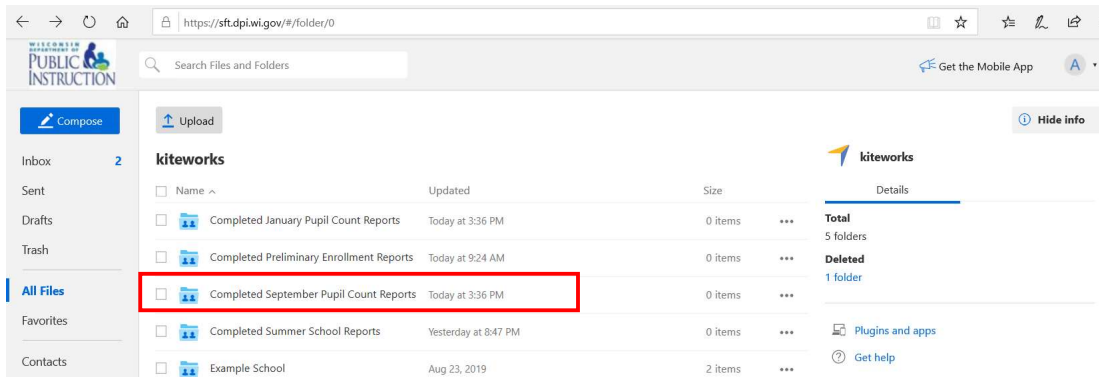 https://sft.dpi.wi.gov/#/folder/0
WISCONSIN
DEPARTMENT OF
PUBLIC
INSTRUCTION
Search Files and Folders
Get the Mobile App A
Compose
Upload
Hide info
Inbox 2
Sent
Drafts
Trash
All Files
Favorites
Contacts
kiteworks
Name Updated Size
Completed January Pupil Count Reports Today at 3:36 PM 0 items
Completed Preliminary Enrollment Reports Today at 9:24 AM 0 items
Completed September Pupil Count Reports Today at 3:36 PM 0 items
Completed Summer School Reports Yesterday at 8:47 PM 0 items
Example School Aug 23, 2019 2 items
kiteworks
Details
Total
5 folders
Deleted
1 folder
Plugins and apps
Get help